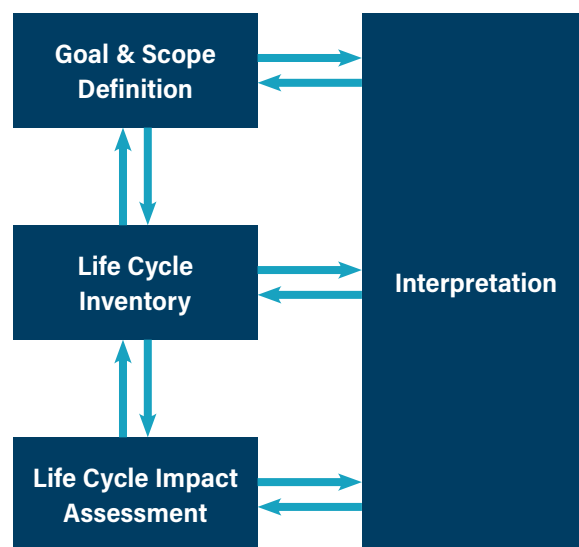 Goal & Scope
Definition
Life Cycle
Inventory
Interpretation
Life Cycle Impact
Assessment